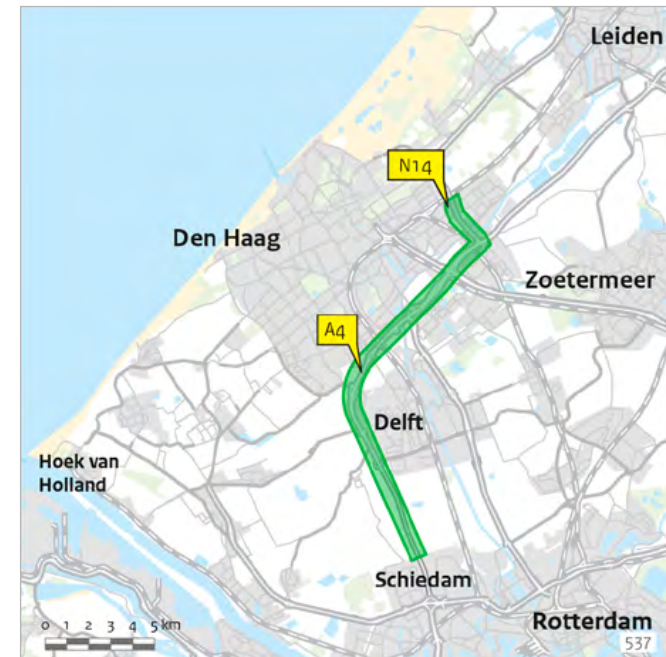 Leiden
N14
Den Haag
Zoetermeer
A4
Delft
Hoek van
Holland
Schiedam
0 1 2 3 4 5 km
Rotterdam
537